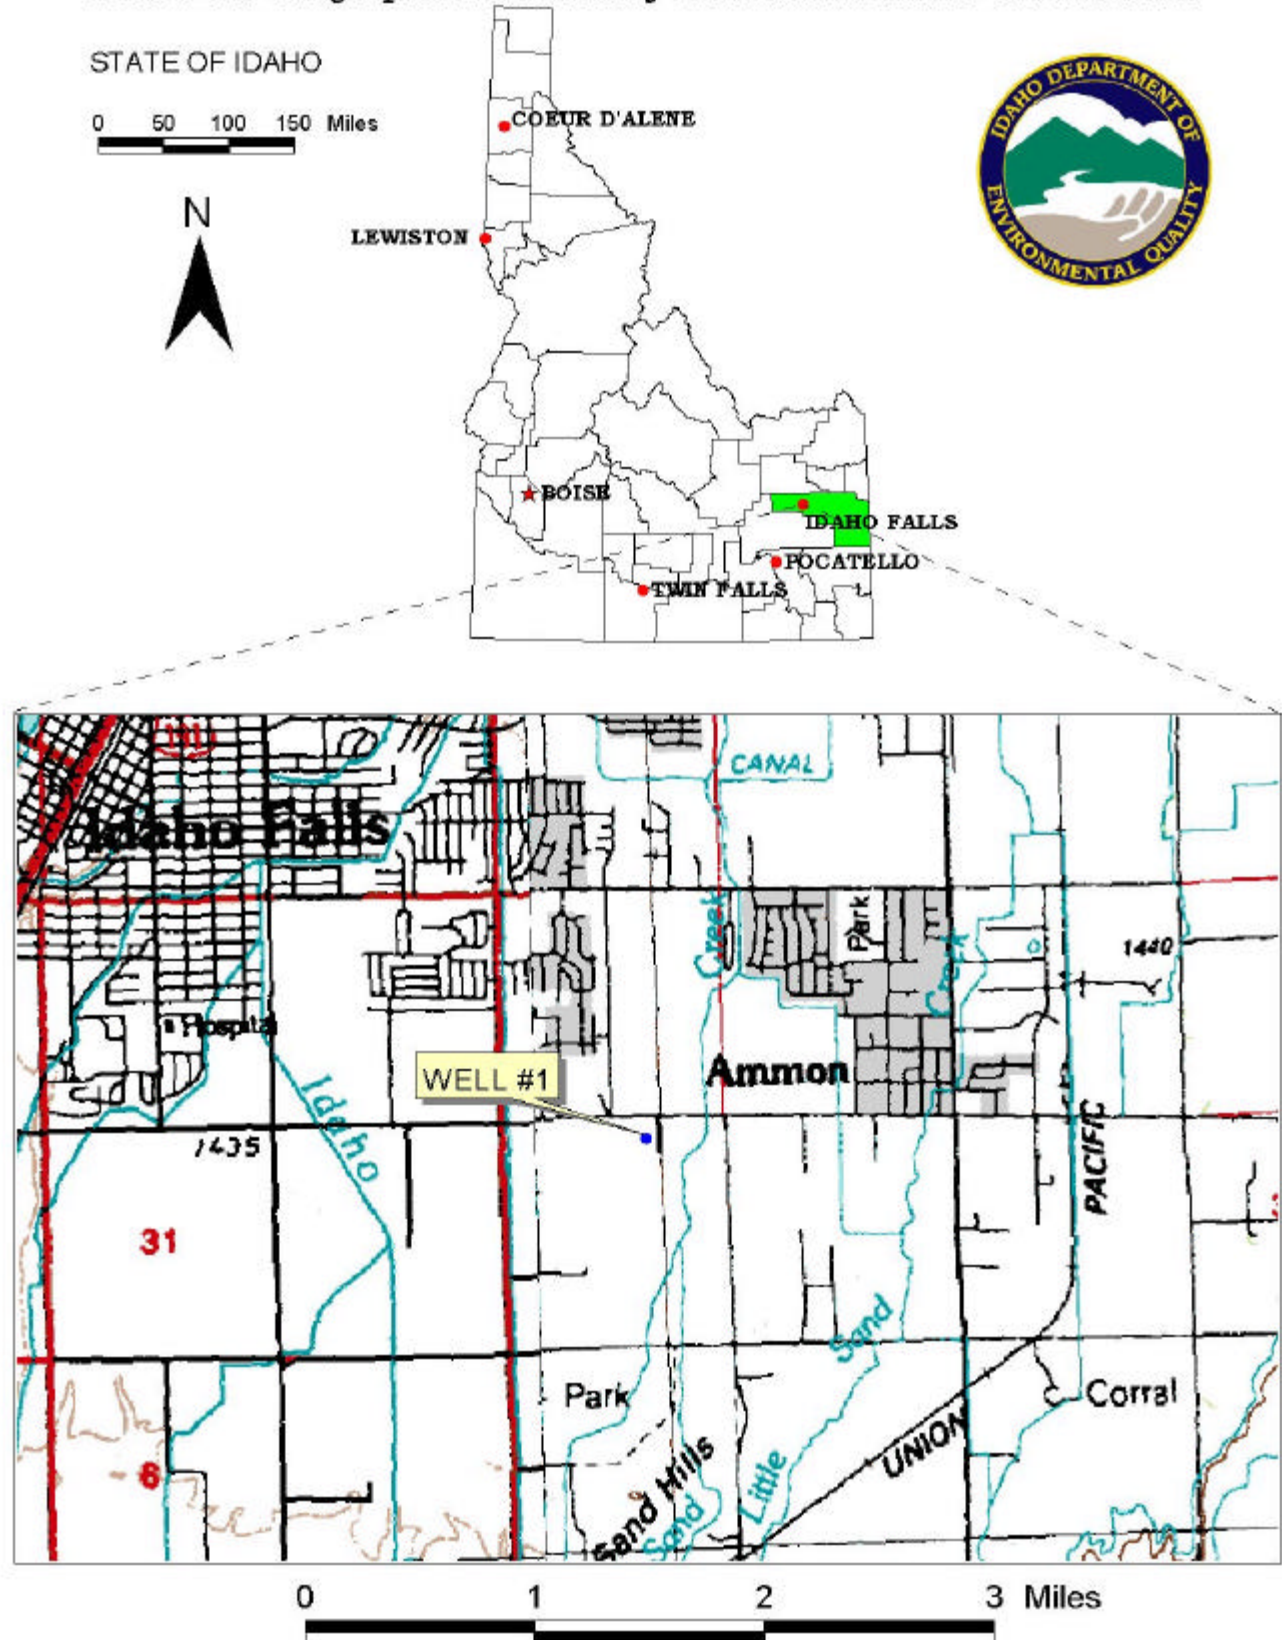 STATE OF IDAHO
0 50 100 150 Miles
N
COEUR D'ALENE
LEWISTON
BOISE
IDAHO FALLS
POCATELLO
TWIN FALLS
IDAHO DEPARTMENT OF
ENVIRONMENTAL QUALITY
CANAL
Idaho Falls
Creek
Park
Creek
1440
Hospital
WELL #1
Ammon
Idaho
1435
PACIFIC
31
Sand
Park
Corral
UNION
6
Sand Hills
Sand
Little
0 1 2 3 Miles